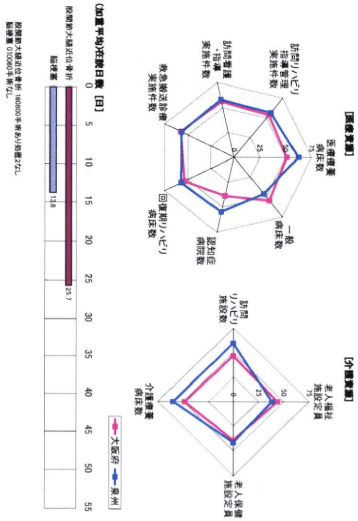 [医療資源]
医療療養
病床数
75
50
25
0
一般
病床数
認知症
病院数
回復期リハビリ
病床数
救急搬送診療
実施件数
訪問看護
・指導
実施件数
訪問リハビリ
指導管理
実施件数
[介護資源]
老人福祉
施設定員
75
50
25
0
老人保健
施設定員
介護療養
病床数
訪問
リハビリ
施設数
大阪府
泉州
(加重平均)在院日数 [日]
0 5 10 15 20 25 30 35 40 45 50 55
股関節大腿近位骨折
25.7
脳梗塞
13.8
股関節大腿近位骨折 160800手術あり処置2なし
脳梗塞 010060手術なし